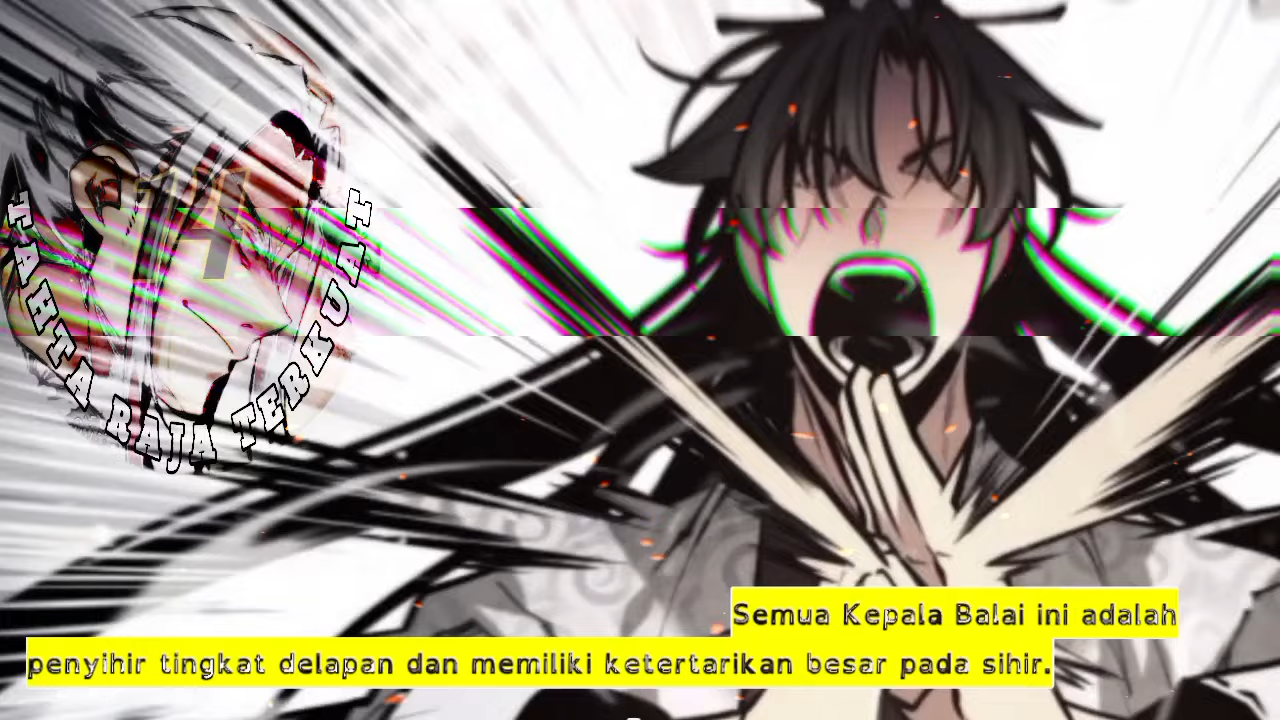 TAHTA RAJA TERKUAT
Semua Kepala Balai ini adalah
penyihir tingkat delapan dan memiliki ketertarikan besar pada sihir.